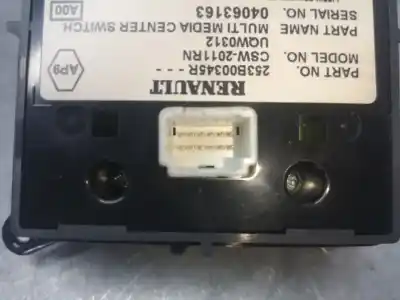 RENAULT
PART NO. 253B00345R---
MODEL NO. CSW-2011RN
UGW0312
PART NAME MULTI MEDIA CENTER SWITCH
SERIAL NO. 04063163
AP9
A00